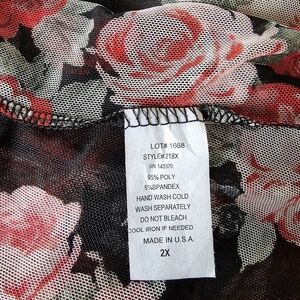 LOT# 1668
STYLE#218X
RN 143370
95% POLY
5%SPANDEX
HAND WASH COLD
WASH SEPARATELY
DO NOT BLEACH
COOL IRON IF NEEDED
MADE IN U.S.A.
2X